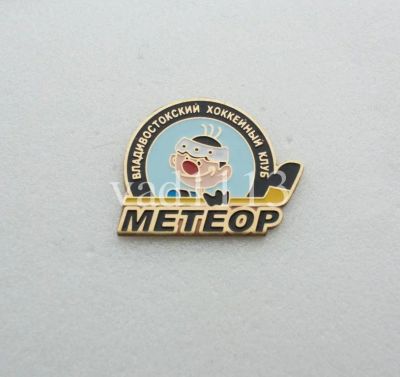 ВЛАДИВОСТОКСКИЙ ХОККЕЙНЫЙ КЛУБ
МЕТЕОР